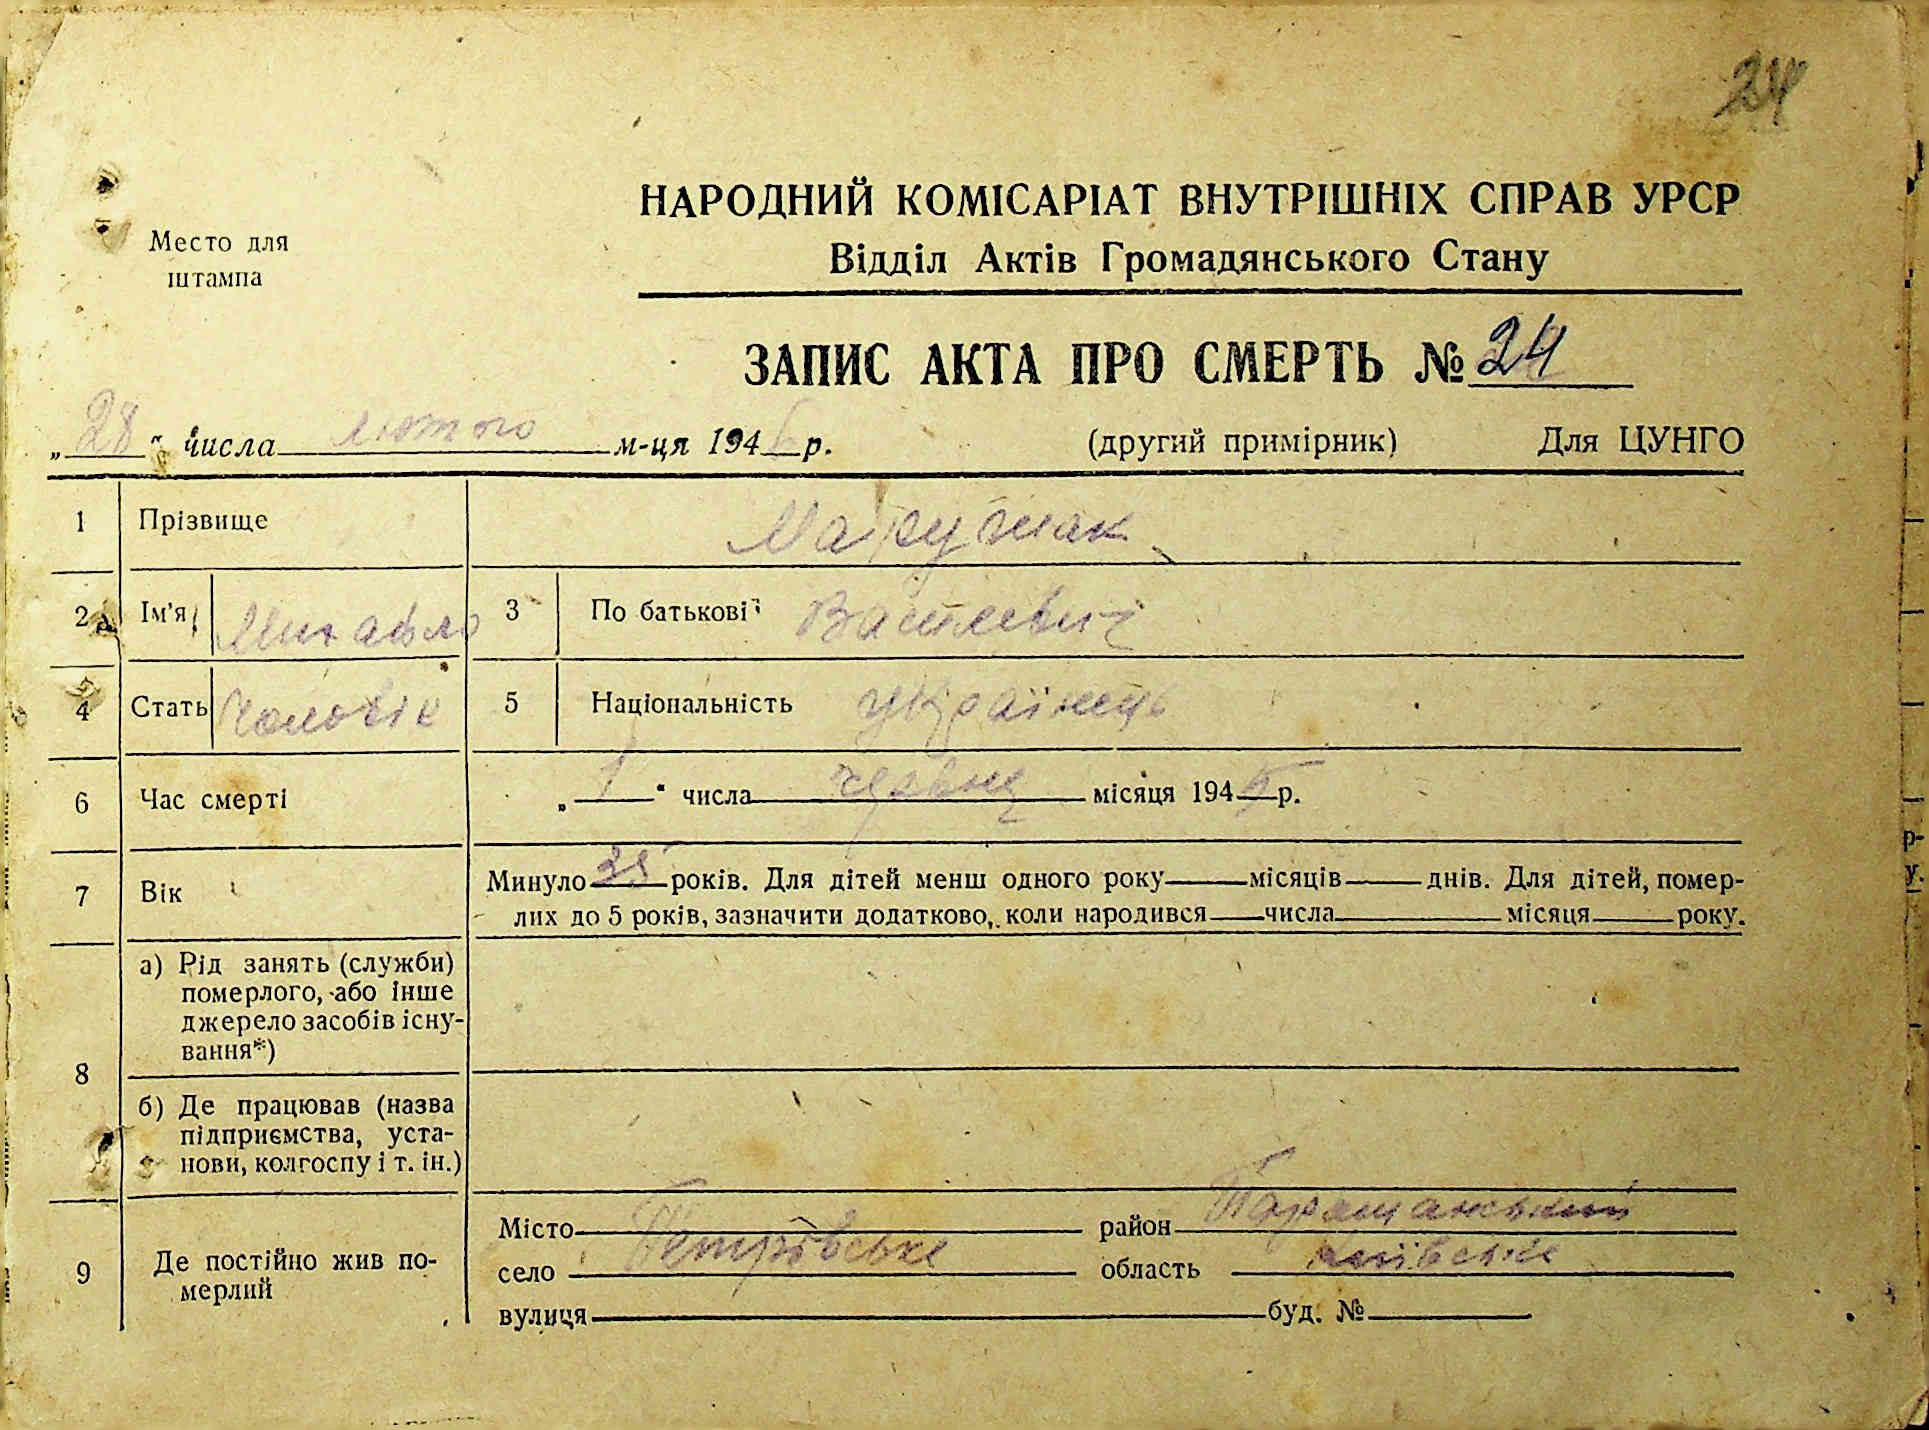 24
Место для
штампа
НАРОДНИЙ КОМІСАРІАТ ВНУТРІШНІХ СПРАВ УРСР
Відділ Актів Громадянського Стану
ЗАПИС АКТА ПРО СМЕРТЬ № 24
„28“ числа лютого м-ця 1946 р.
(другий примірник) Для ЦУНГО
1 Прізвище
2 Ім'я Михайло 3 По батькові Васильевич
4 Стать Чоловік 5 Національність українець
6 Час смерті „1“ числа місяця 194 р.
7 Вік Минуло 35 років. Для дітей менш одного року місяців днів. Для дітей, помер-
лих до 5 років, зазначити додатково, коли народився числа місяця року.
8 а) Рід занять (служби)
померлого, або інше
джерело засобів існу-
вання*)
б) Де працював (назва
підприємства, уста-
нови, колгоспу і т. ін.)
9 Де постійно жив по-
мерлий
Місто район Таращанський
село Петрівське область Київська
вулиця буд. №